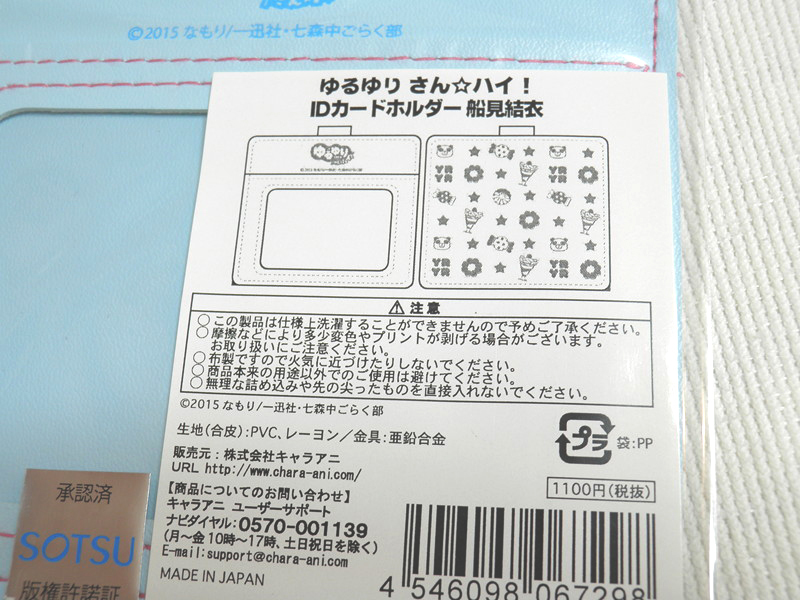 ©2015 なもり/一迅社・七森中ごらく部
ゆるゆり さん☆ハイ！
IDカードホルダー 船見結衣
ゆるゆり
YR
YR
YR
YR
YR
YR
YR
YR
⚠ 注意
○この製品は仕様上洗濯することができませんので予めご了承ください。
○摩擦などにより多少変色やプリントが剥げる場合がございます。
お取り扱いにご注意ください。
○布製ですので火気に近づけたりしないでください。
○商品本来の用途以外でのご使用は避けてください。
○無理な詰め込みや先の尖ったものを直接入れないでください。
©2015 なもり/一迅社・七森中ごらく部
生地(合皮):PVC、レーヨン／金具:亜鉛合金
プラ 袋:PP
販売元：株式会社キャラアニ
URL http://www.chara-ani.com/
1100円(税抜)
【商品についてのお問い合わせ】
キャラアニ ユーザーサポート
ナビダイヤル:0570-001139
(月～金 10時～17時、土日祝日を除く)
E-mail:support@chara-ani.com
MADE IN JAPAN
4 546098 067298
承認済
SOTSU
版権許諾証